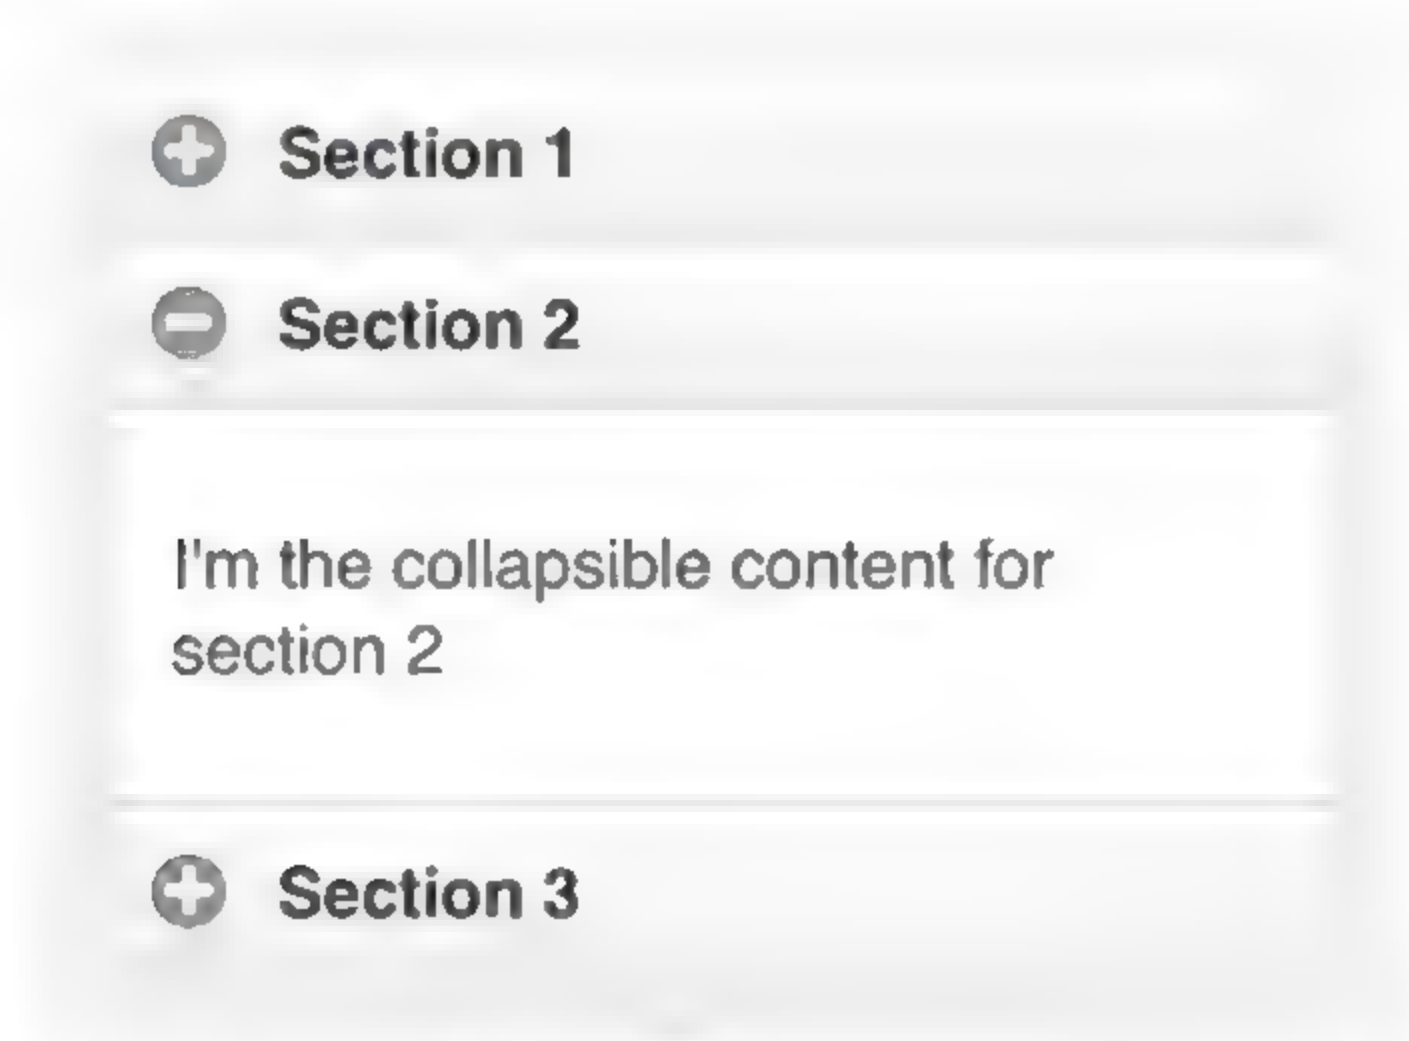 Section 1
Section 2
I'm the collapsible content for
section 2
Section 3